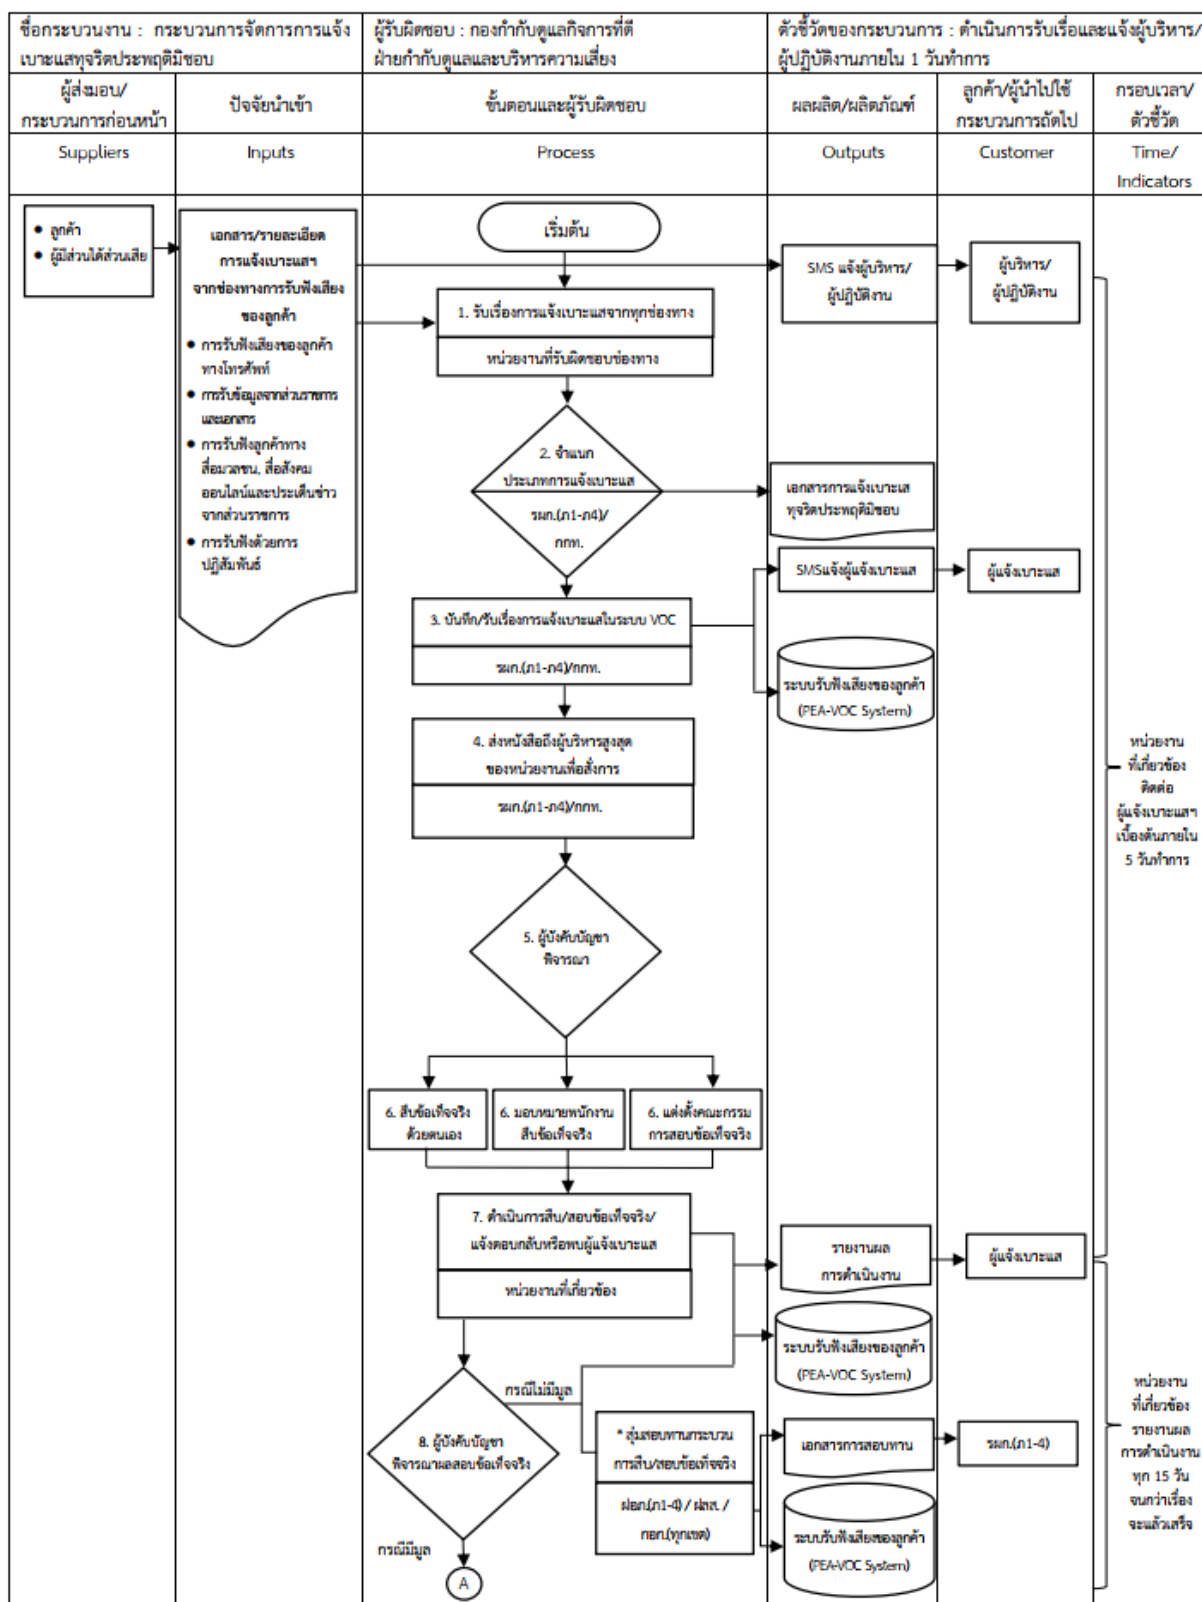 ชื่อกระบวนงาน : กระบวนการจัดการการแจ้ง
เบาะแสทุจริตประพฤติมิชอบ
ผู้รับผิดชอบ : กองกำกับดูแลกิจการที่ดี
ฝ่ายกำกับดูแลและบริหารความเสี่ยง
ตัวชี้วัดของกระบวนการ : ดำเนินการรับเรื่อและแจ้งผู้บริหาร/
ผู้ปฏิบัติงานภายใน 1 วันทำการ
ผู้ส่งมอบ/
กระบวนการก่อนหน้า
ปัจจัยนำเข้า
ขั้นตอนและผู้รับผิดชอบ
ผลผลิต/ผลิตภัณฑ์
ลูกค้า/ผู้นำไปใช้
กระบวนการถัดไป
กรอบเวลา/
ตัวชี้วัด
Suppliers
Inputs
Process
Outputs
Customer
Time/
Indicators
● ลูกค้า
● ผู้มีส่วนได้ส่วนเสีย
เอกสาร/รายละเอียด
การแจ้งเบาะแสฯ
จากช่องทางการรับฟังเสียง
ของลูกค้า
● การรับฟังเสียงของลูกค้า
ทางโทรศัพท์
● การรับข้อมูลจากส่วนราชการ
และเอกสาร
● การรับฟังลูกค้าทาง
สื่อมวลชน, สื่อสังคม
ออนไลน์และประเด็นข่าว
จากส่วนราชการ
● การรับฟังด้วยการ
ปฏิสัมพันธ์
เริ่มต้น
SMS แจ้งผู้บริหาร/
ผู้ปฏิบัติงาน
ผู้บริหาร/
ผู้ปฏิบัติงาน
1. รับเรื่องการแจ้งเบาะแสจากทุกช่องทาง
หน่วยงานที่รับผิดชอบช่องทาง
2. จำแนก
ประเภทการแจ้งเบาะแส
รผก.(ภ1-ภ4)/
กกท.
เอกสารการแจ้งเบาะเส
ทุจริตประพฤติมิชอบ
SMSแจ้งผู้แจ้งเบาะแส
ผู้แจ้งเบาะแส
3. บันทึก/รับเรื่องการแจ้งเบาะแสในระบบ VOC
รผก.(ภ1-ภ4)/กกท.
ระบบรับฟังเสียงของลูกค้า
(PEA-VOC System)
4. ส่งหนังสือถึงผู้บริหารสูงสุด
ของหน่วยงานเพื่อสั่งการ
รผก.(ภ1-ภ4)/กกท.
หน่วยงาน
ที่เกี่ยวข้อง
ติดต่อ
ผู้แจ้งเบาะแสฯ
เบื้องต้นภายใน
5 วันทำการ
5. ผู้บังคับบัญชา
พิจารณา
6. สืบข้อเท็จจริง
ด้วยตนเอง
6. มอบหมายพนักงาน
สืบข้อเท็จจริง
6. แต่งตั้งคณะกรรม
การสอบข้อเท็จจริง
7. ดำเนินการสืบ/สอบข้อเท็จจริง/
แจ้งตอบกลับหรือพบผู้แจ้งเบาะแส
หน่วยงานที่เกี่ยวข้อง
รายงานผล
การดำเนินงาน
ผู้แจ้งเบาะแส
ระบบรับฟังเสียงของลูกค้า
(PEA-VOC System)
กรณีไม่มีมูล
8. ผู้บังคับบัญชา
พิจารณาผลสอบข้อเท็จจริง
* สุ่มสอบทานกระบวน
การสืบ/สอบข้อเท็จจริง
ฝอก.(ภ1-4) / ฝสส. /
กอก.(ทุกเขต)
เอกสารการสอบทาน
รผก.(ภ1-4)
ระบบรับฟังเสียงของลูกค้า
(PEA-VOC System)
หน่วยงาน
ที่เกี่ยวข้อง
รายงานผล
การดำเนินงาน
ทุก 15 วัน
จนกว่าเรื่อง
จะแล้วเสร็จ
กรณีมีมูล
A